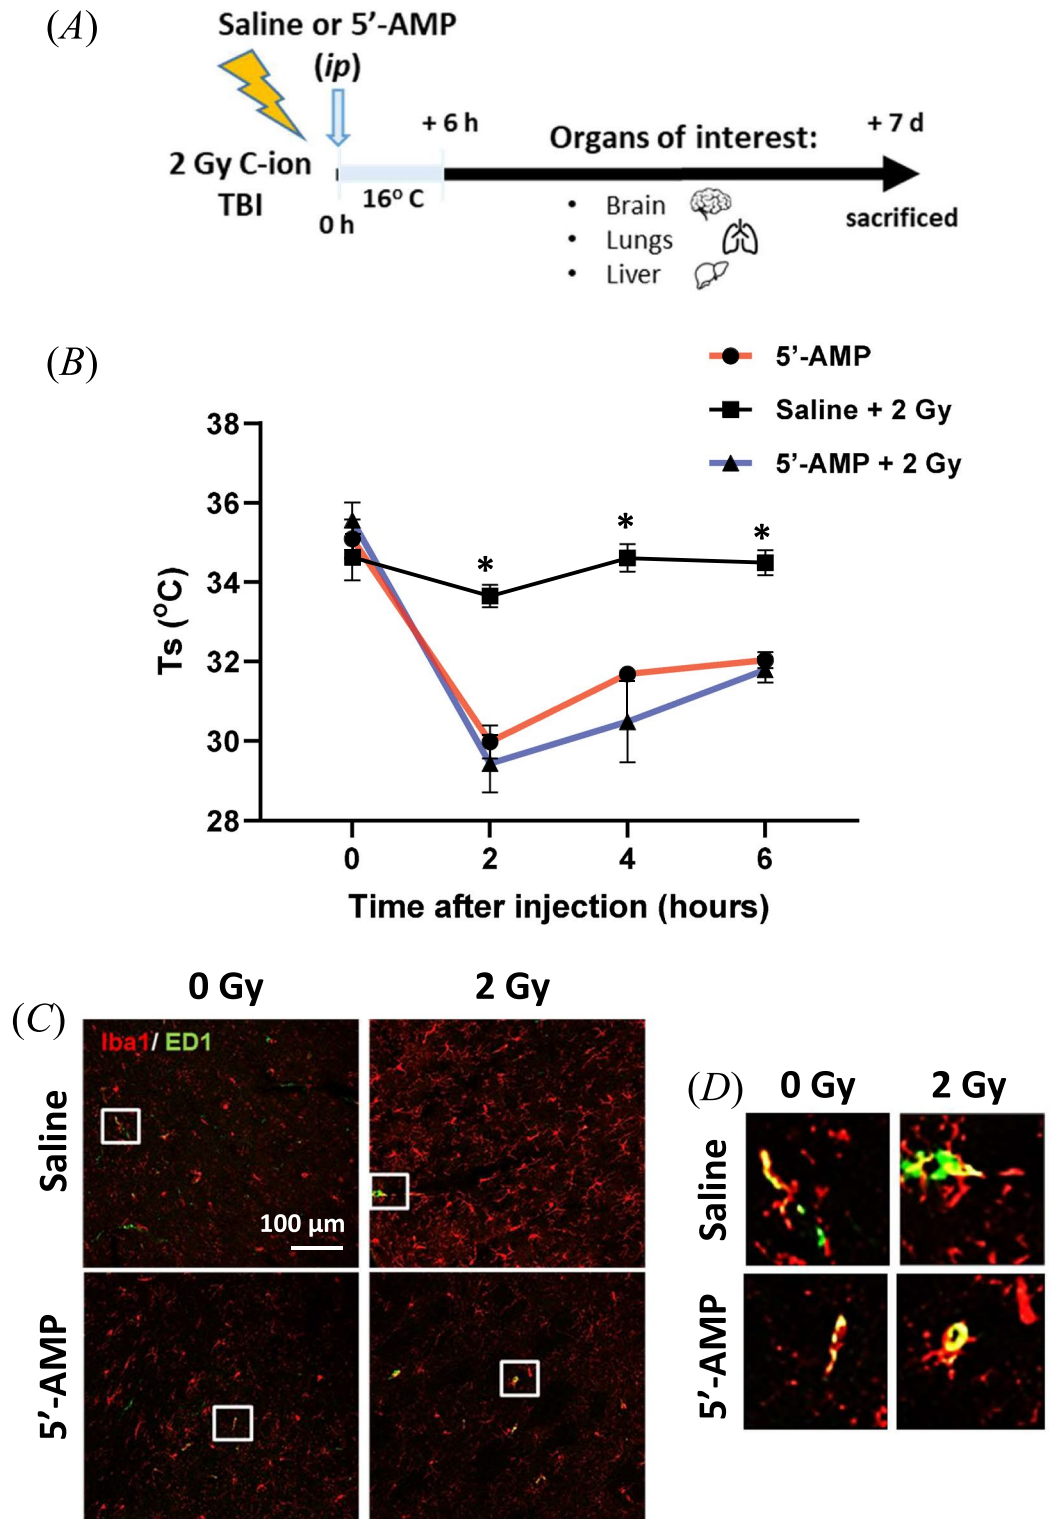 (A)
Saline or 5’-AMP
(ip)
2 Gy C-ion
TBI
0 h
16º C
+ 6 h
Organs of interest:
• Brain
• Lungs
• Liver
+ 7 d
sacrificed
(B)
5’-AMP
Saline + 2 Gy
5’-AMP + 2 Gy
Ts (ºC)
38
36
34
32
30
28
*
*
*
0 2 4 6
Time after injection (hours)
(C)
0 Gy 2 Gy
Saline
5’-AMP
Iba1/ ED1
100 μm
(D)
0 Gy 2 Gy
Saline
5’-AMP